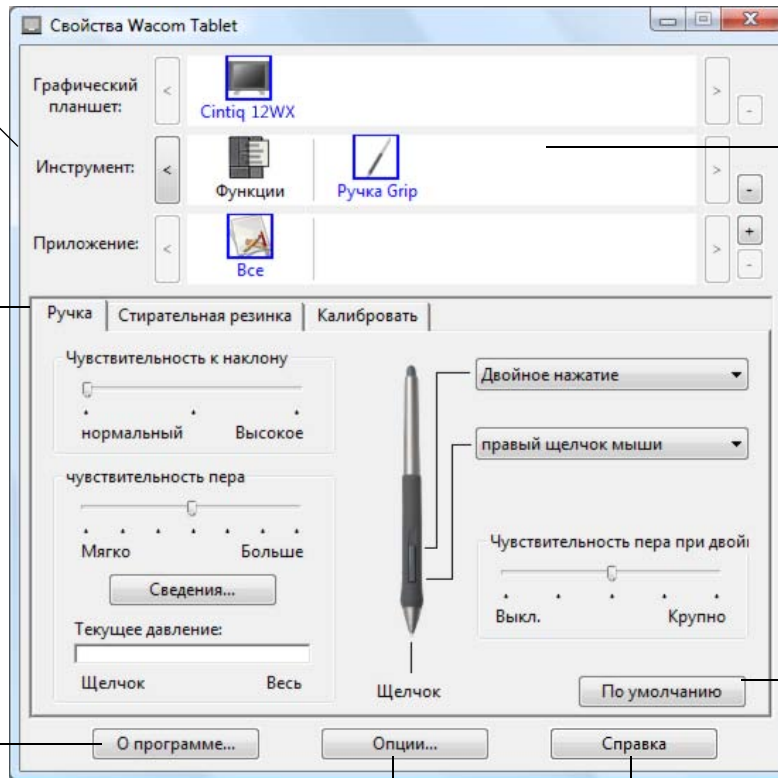 Свойства Wacom Tablet
Графический
планшет:
<
Cintiq 12WX
>
-
Инструмент:
<
Функции
Ручка Grip
>
-
Приложение:
<
Все
>
+
-
Ручка
Стирательная резинка
Калибровать
Чувствительность к наклону
нормальный Высокое
Двойное нажатие
правый щелчок мыши
чувствительность пера
Мягко Больше
Сведения...
Текущее давление:
Щелчок Весь
Щелчок
Чувствительность пера при двой
Выкл. Крупно
По умолчанию
О программе...
Опции...
Справка